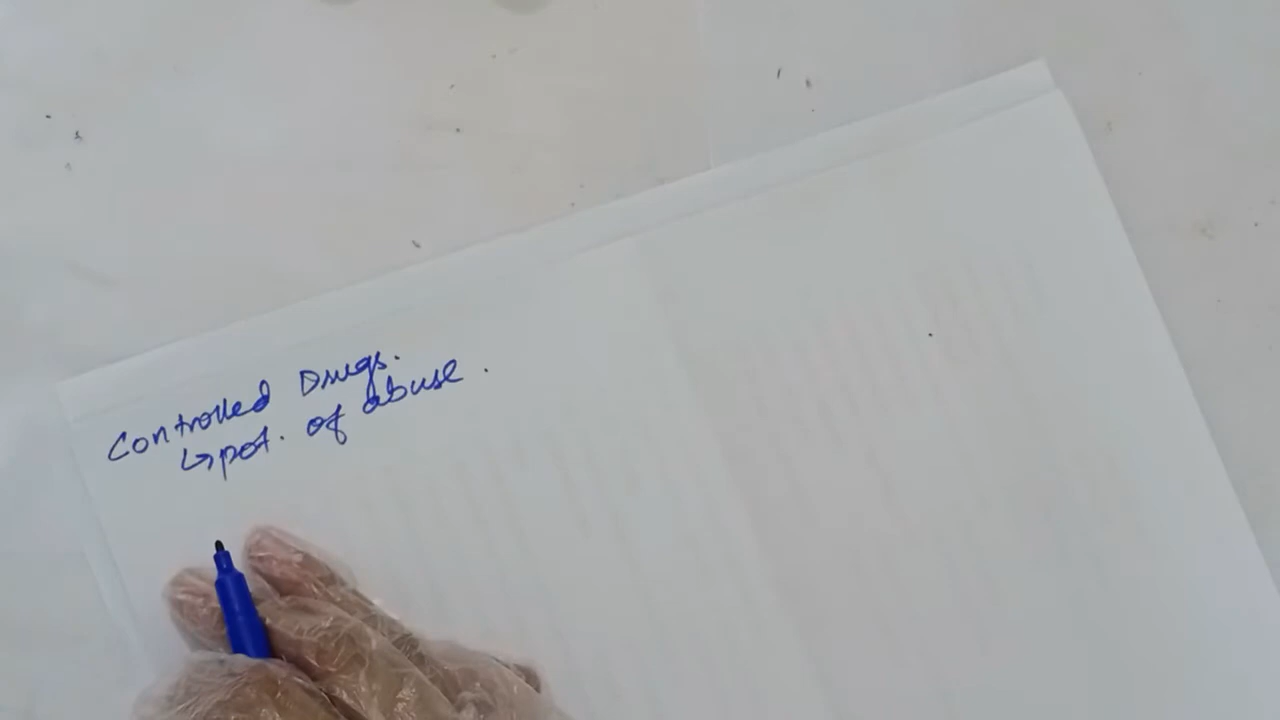 Controlled Drugs.
↳pot. of abuse.